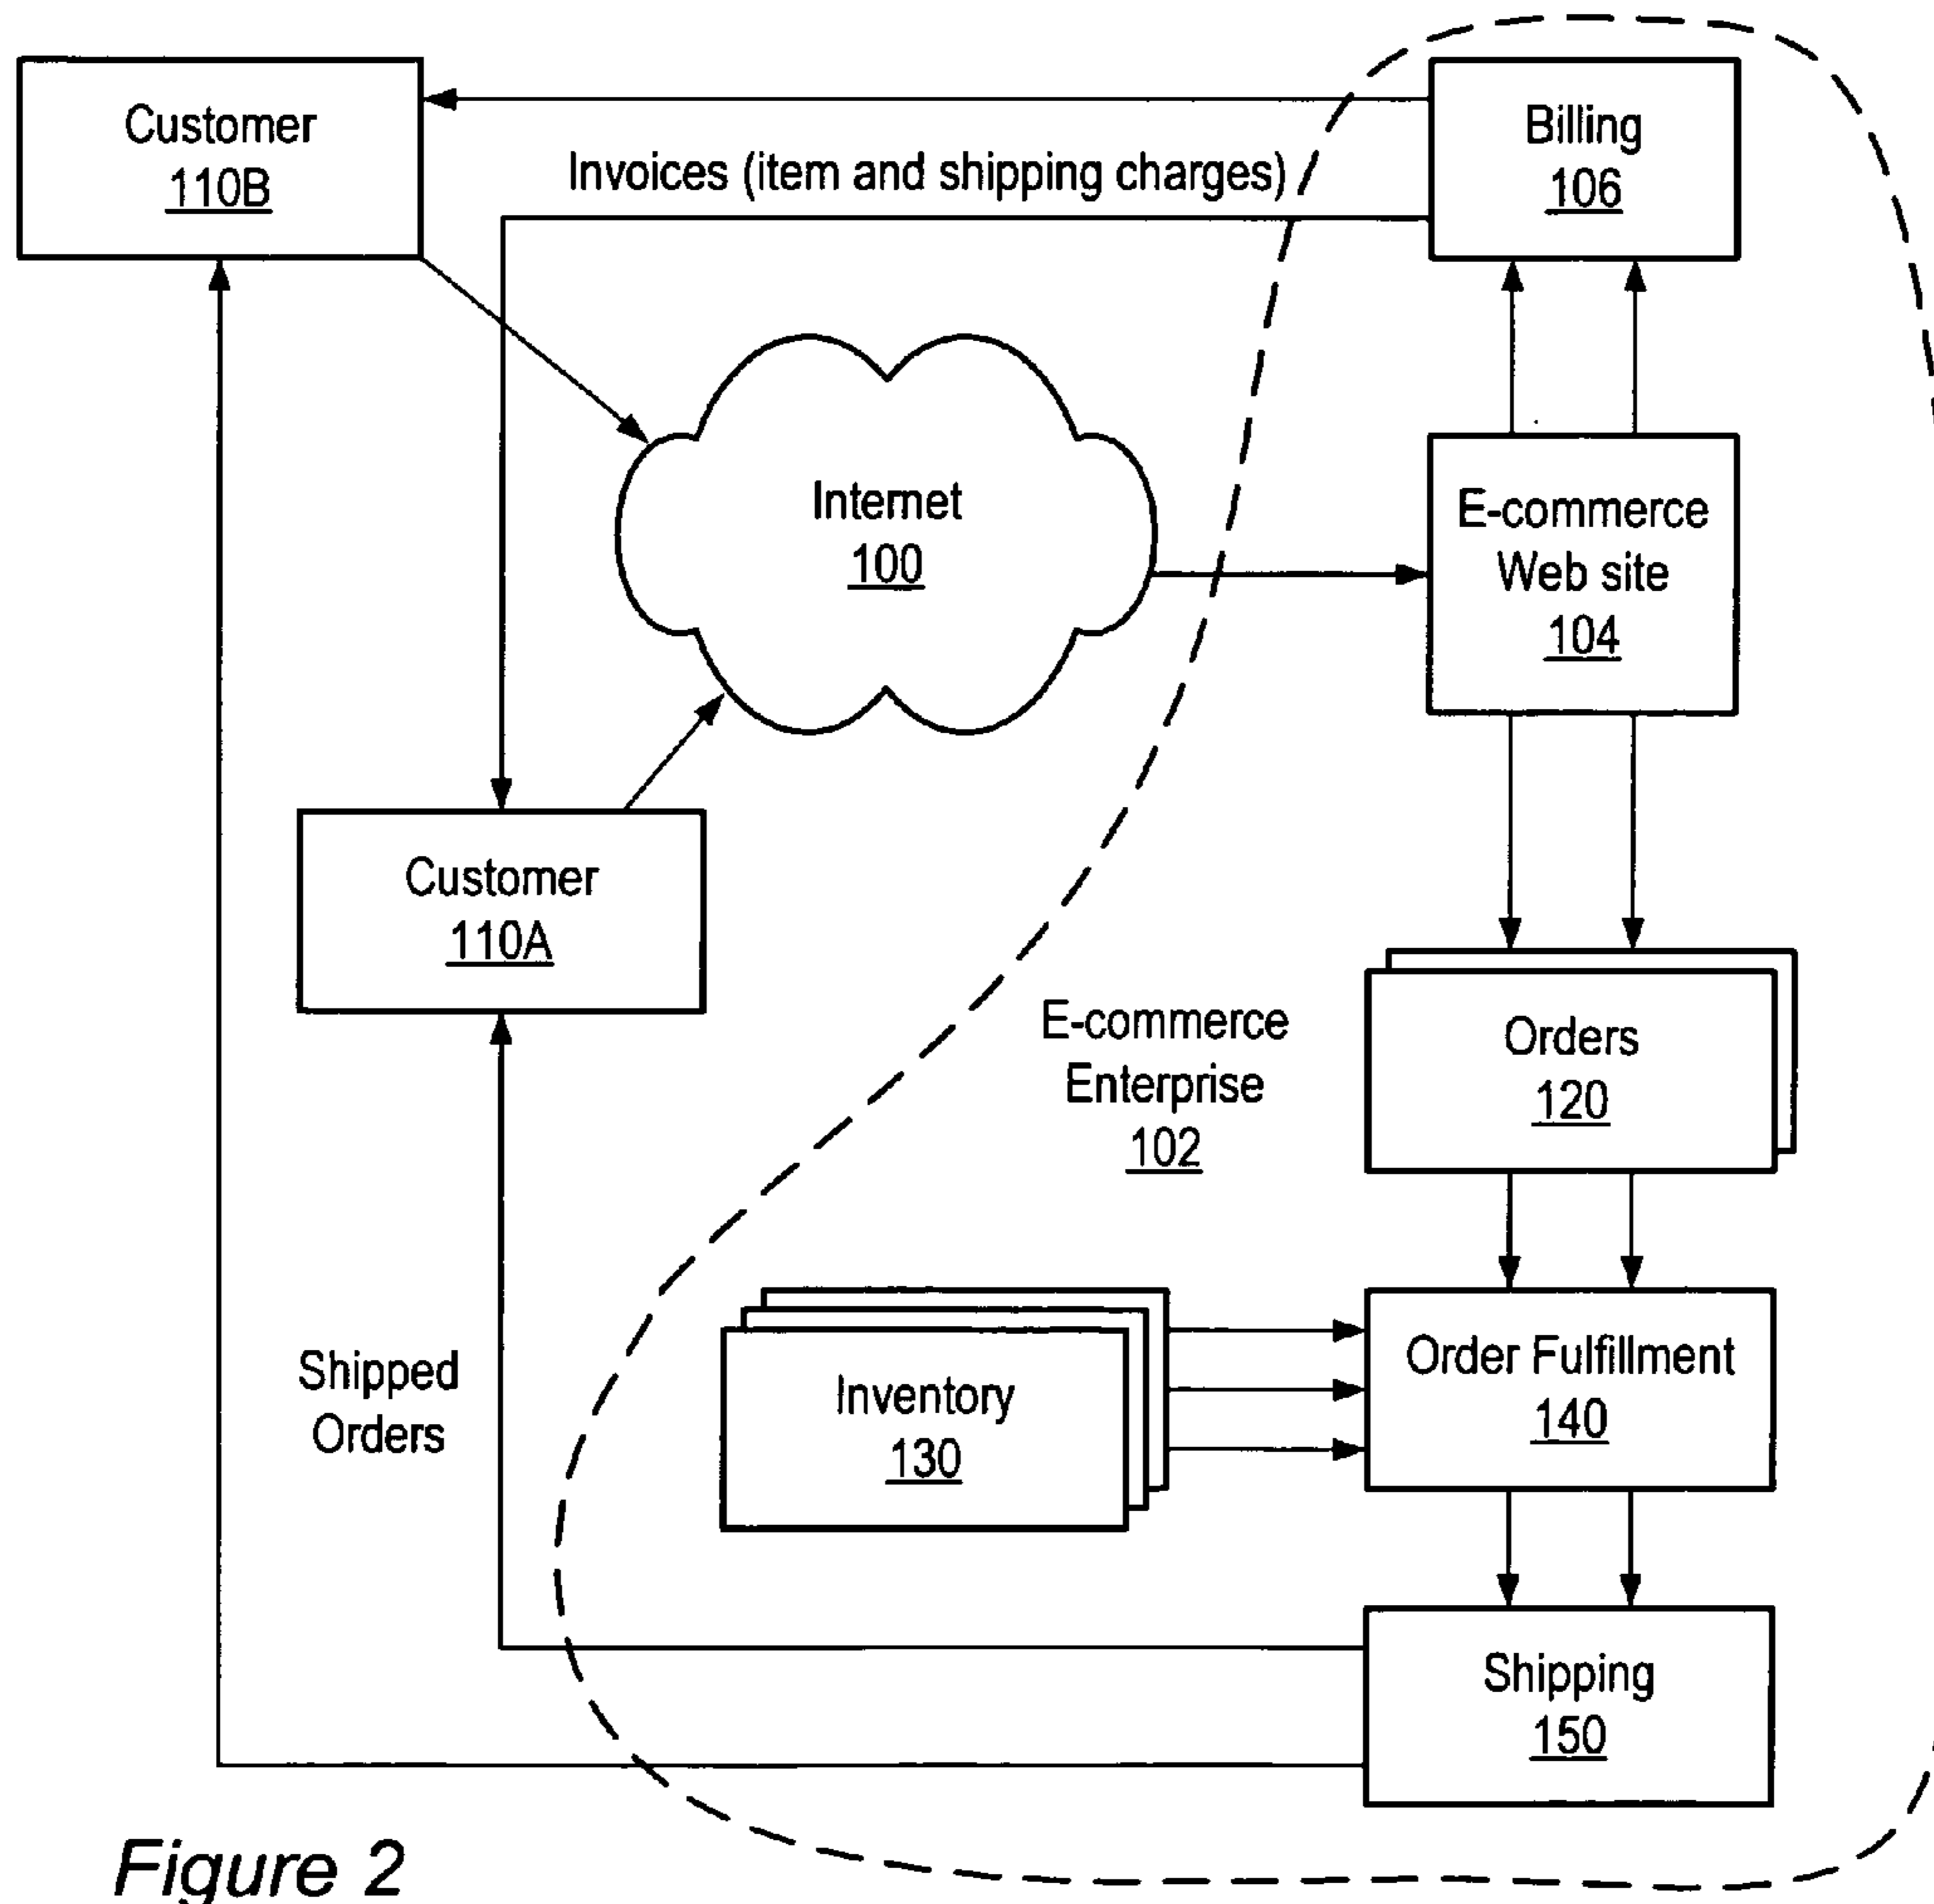 Customer
110B
Billing
106
Invoices (item and shipping charges)
Internet
100
E-commerce
Web site
104
Customer
110A
E-commerce
Enterprise
102
Orders
120
Shipped
Orders
Inventory
130
Order Fulfillment
140
Shipping
150
Figure 2